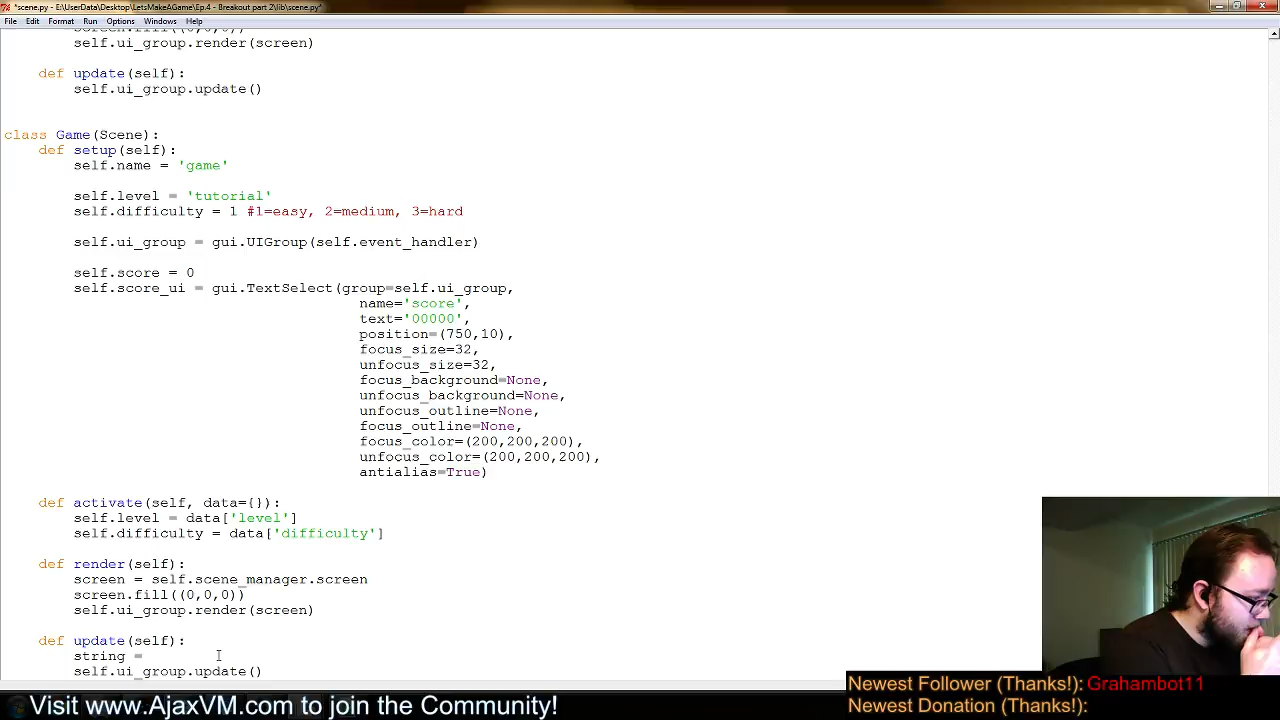 *scene.py - E:\UserData\Desktop\LetsMakeAGame\Ep.4 - Breakout part 2\lib\scene.py*
File Edit Format Run Options Windows Help
screen.fill((0,0,0))
self.ui_group.render(screen)
def update(self):
self.ui_group.update()
class Game(Scene):
def setup(self):
self.name = 'game'
self.level = 'tutorial'
self.difficulty = 1 #1=easy, 2=medium, 3=hard
self.ui_group = gui.UIGroup(self.event_handler)
self.score = 0
self.score_ui = gui.TextSelect(group=self.ui_group,
name='score',
text='00000',
position=(750,10),
focus_size=32,
unfocus_size=32,
focus_background=None,
unfocus_background=None,
unfocus_outline=None,
focus_outline=None,
focus_color=(200,200,200),
unfocus_color=(200,200,200),
antialias=True)
def activate(self, data={}):
self.level = data['level']
self.difficulty = data['difficulty']
def render(self):
screen = self.scene_manager.screen
screen.fill((0,0,0))
self.ui_group.render(screen)
def update(self):
string =
self.ui_group.update()
Newest Follower (Thanks!): Grahambot11
Visit www.AjaxVM.com to join the Community!
Newest Donation (Thanks!):